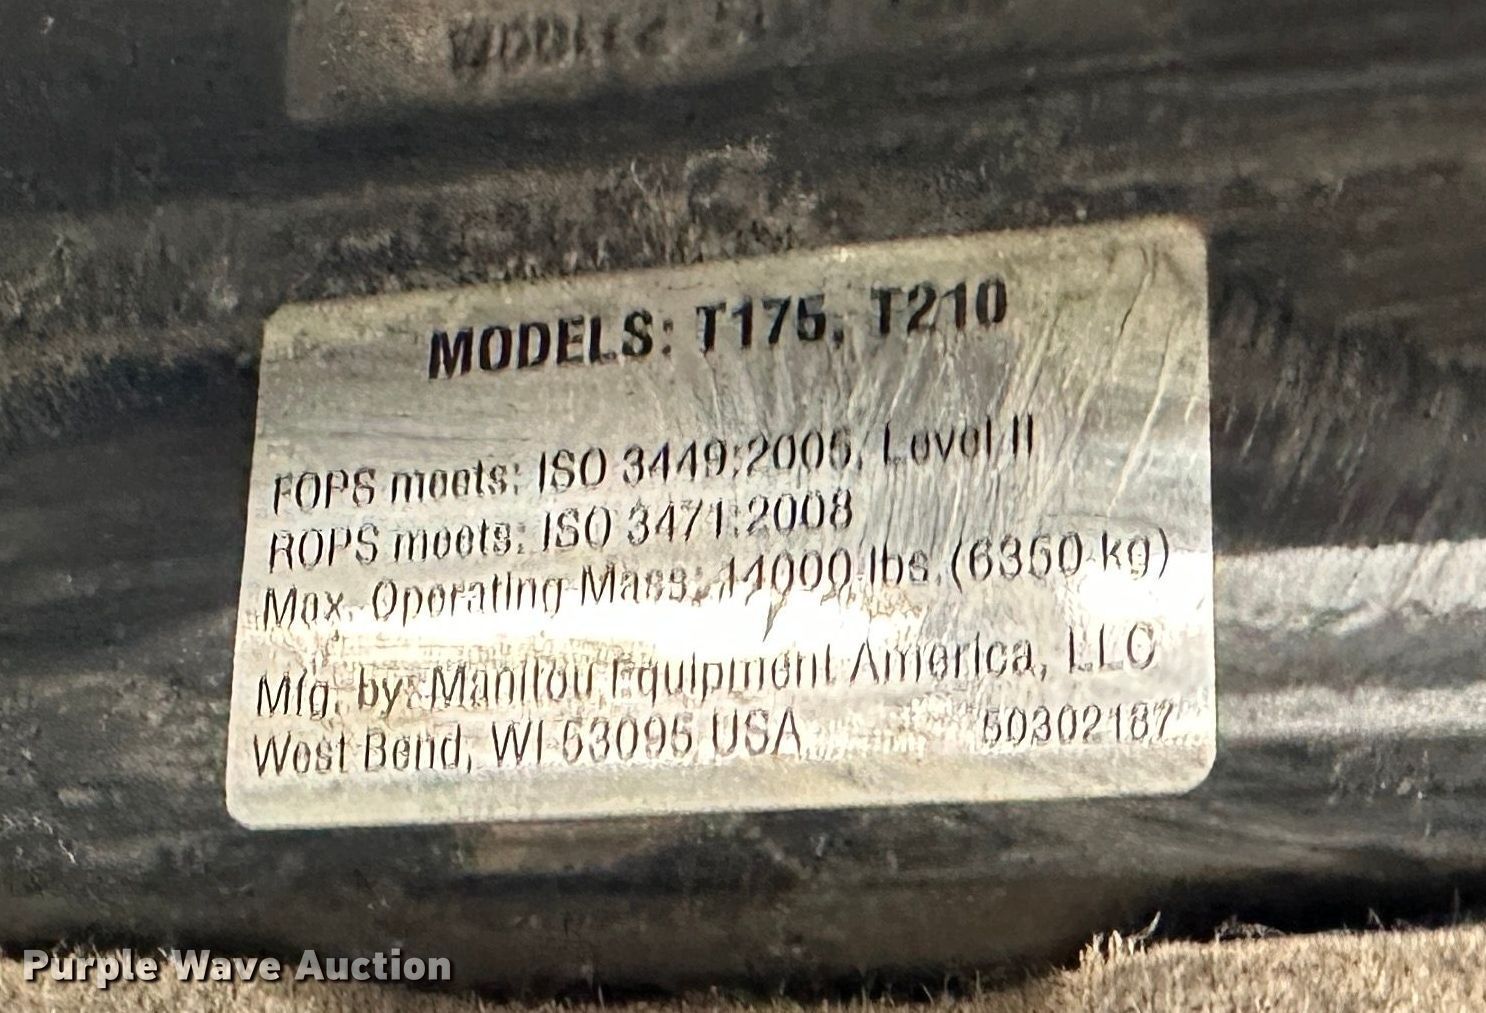 MODELS: T175, T210
FOPS meets: ISO 3449:2005, Level II
ROPS meets: ISO 3471:2008
Max. Operating Mass: 14000 lbs. (6350 kg)
Mfg. by: Manitou Equipment America, LLC
West Bend, WI 53095 USA 50302187
Purple Wave Auction